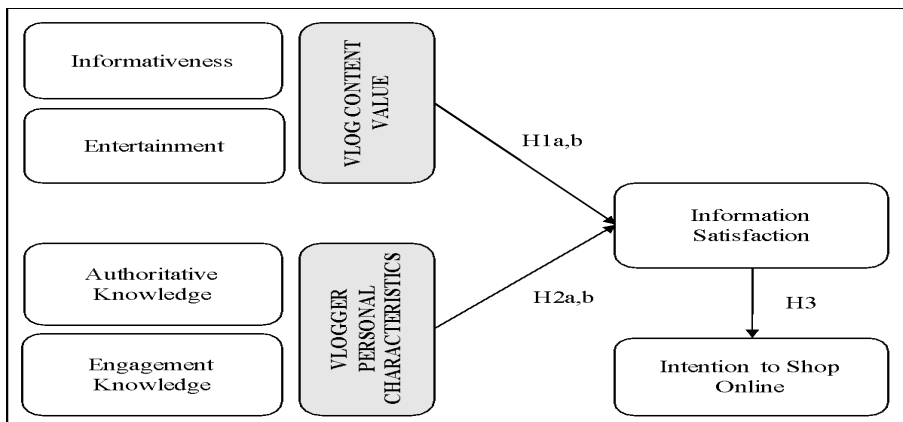 Informativeness
Entertainment
VLOG CONTENT
VALUE
H1a,b
Information
Satisfaction
Authoritative
Knowledge
Engagement
Knowledge
VLOGGER
PERSONAL
CHARACTERISTICS
H2a,b
H3
Intention to Shop
Online